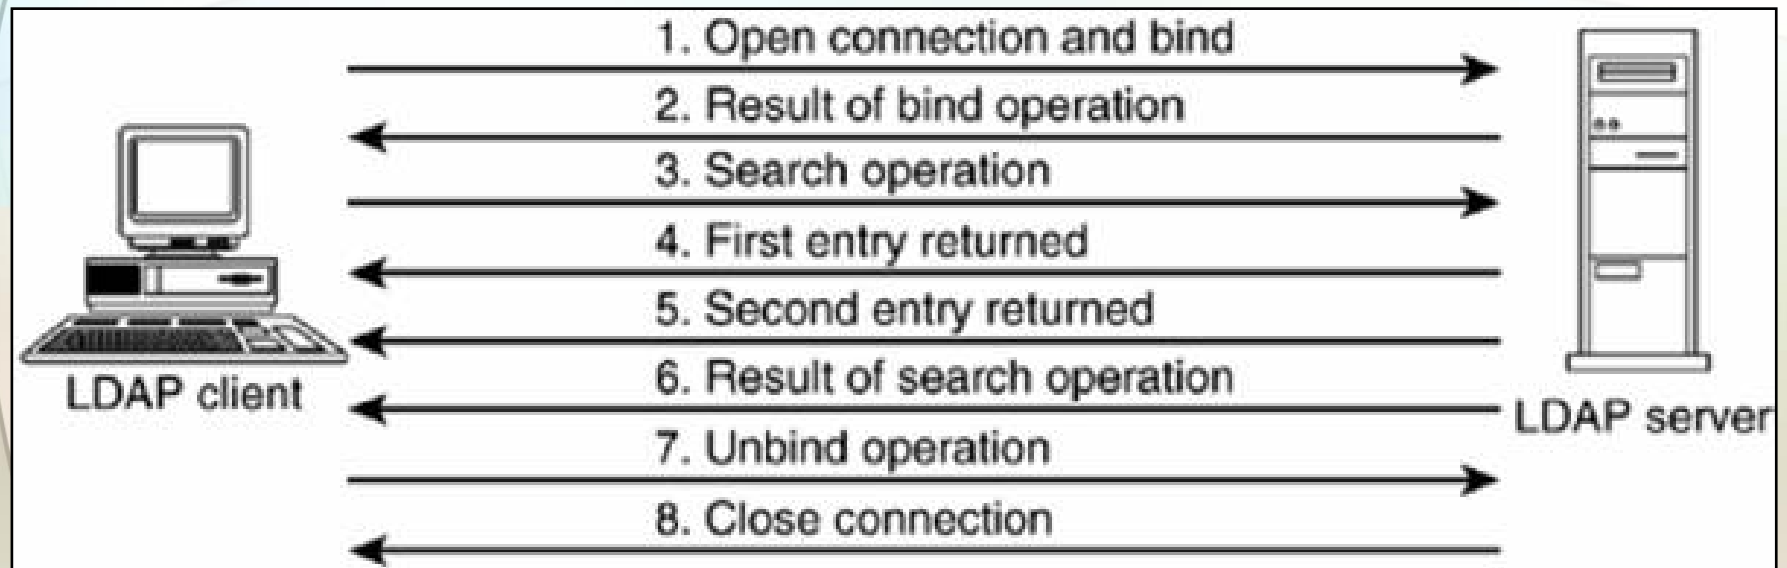 1. Open connection and bind
2. Result of bind operation
3. Search operation
4. First entry returned
5. Second entry returned
6. Result of search operation
LDAP client
LDAP server
7. Unbind operation
8. Close connection